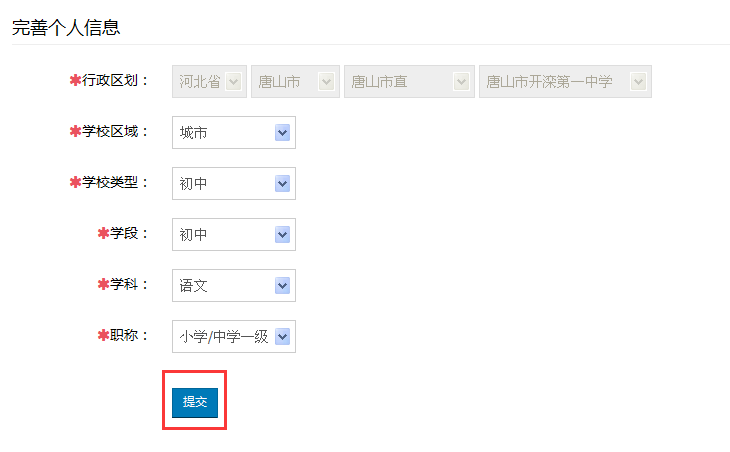 完善个人信息
✱行政区划： 河北省 唐山市 唐山市直 唐山市开滦第一中学
✱学校区域： 城市
✱学校类型： 初中
✱学段： 初中
✱学科： 语文
✱职称： 小学/中学一级
提交